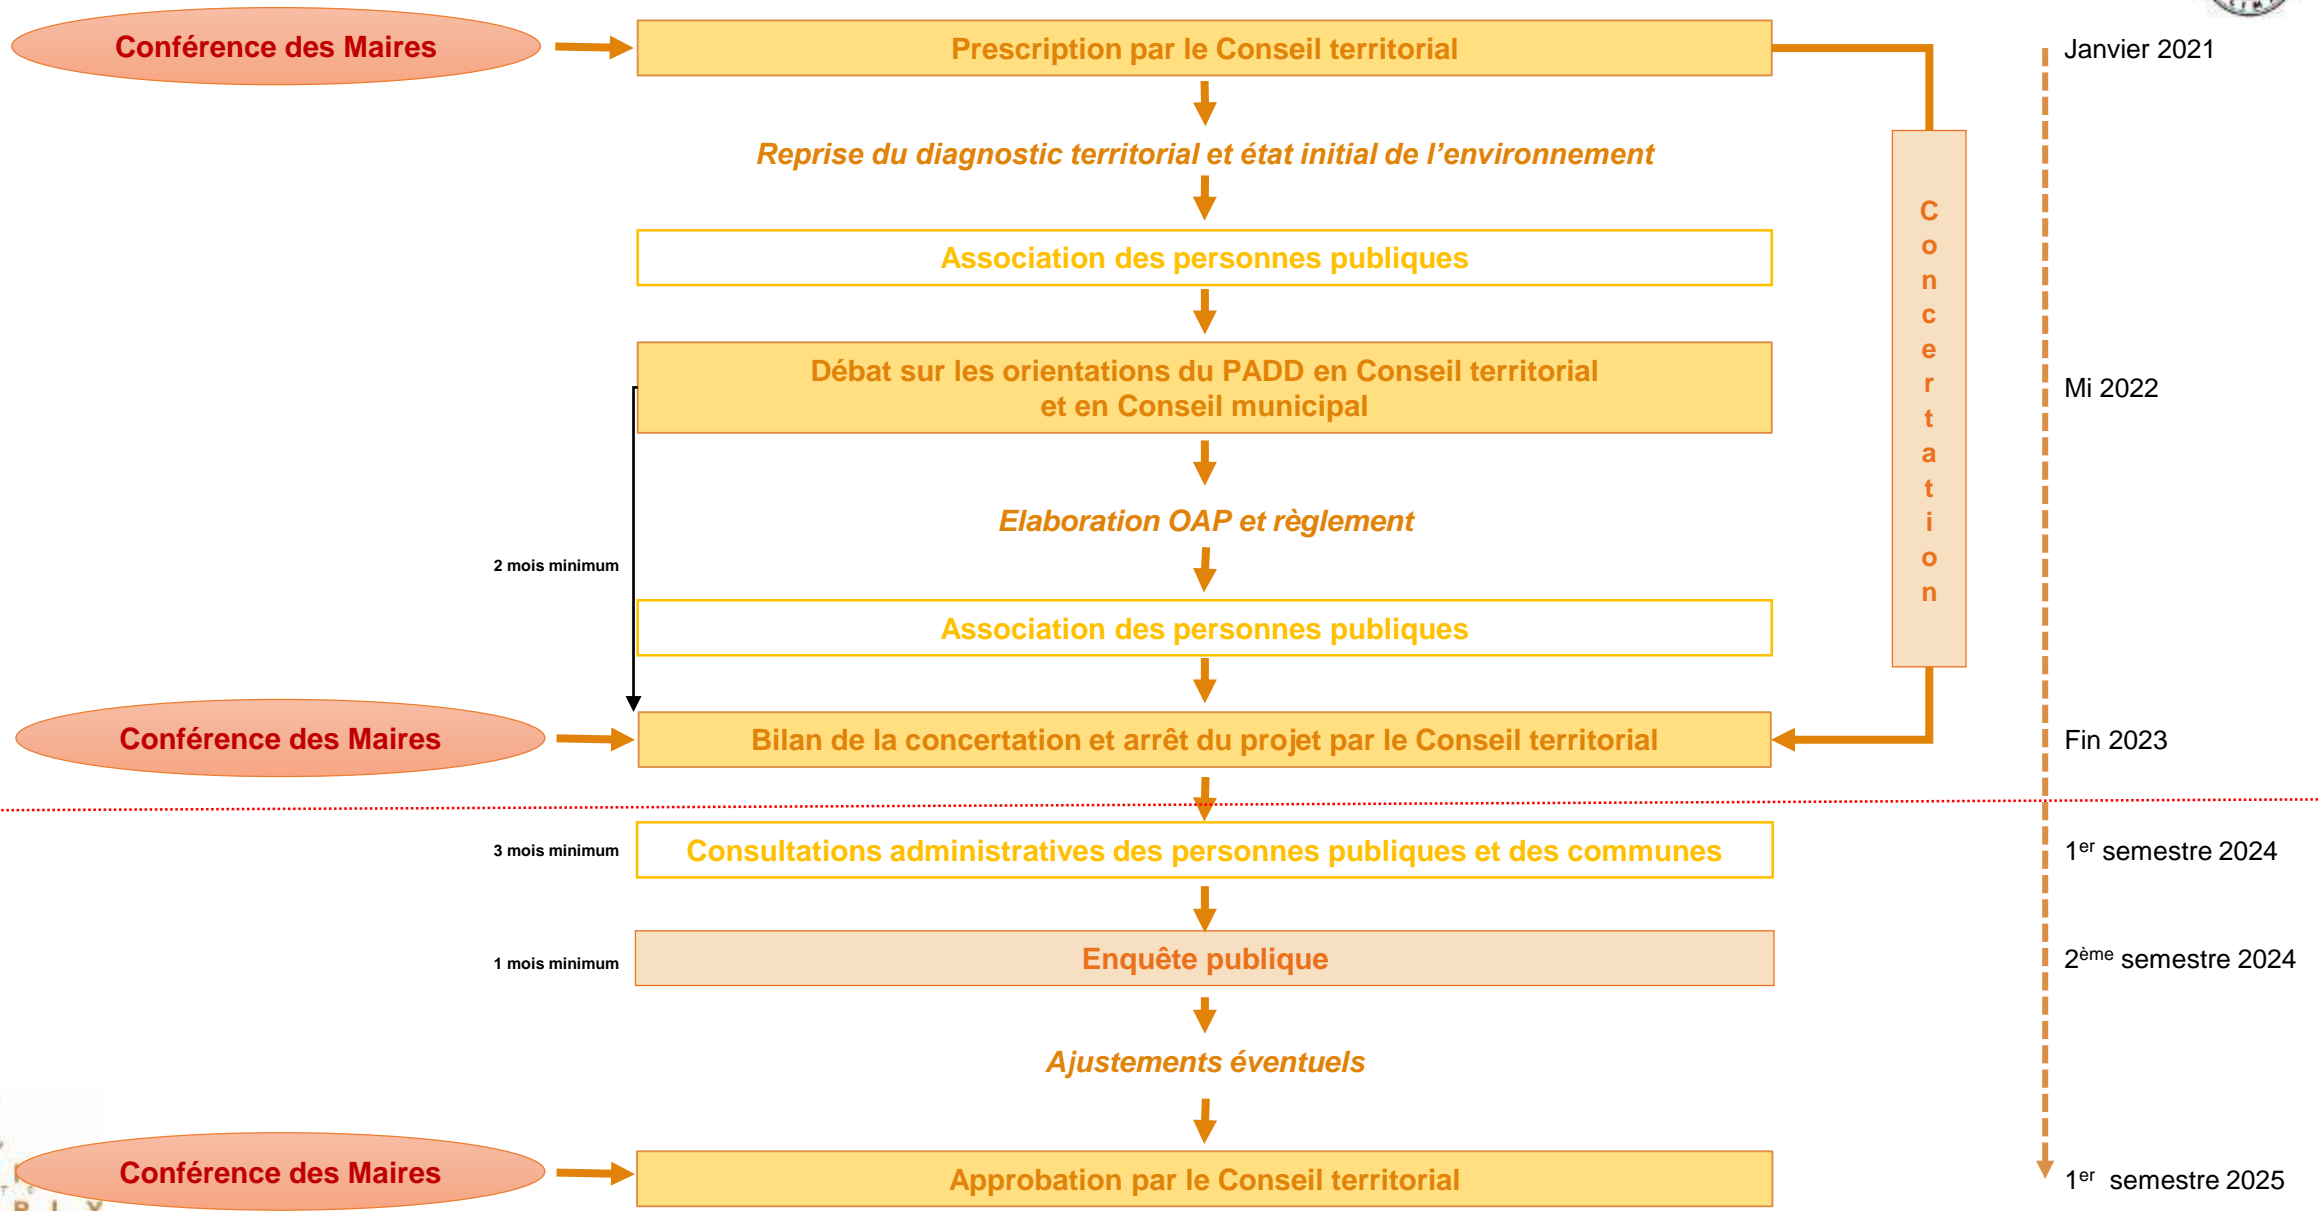 Conférence des Maires
Prescription par le Conseil territorial
Janvier 2021
Reprise du diagnostic territorial et état initial de l’environnement
Association des personnes publiques
Concertation
Débat sur les orientations du PADD en Conseil territorial
et en Conseil municipal
Mi 2022
Elaboration OAP et règlement
2 mois minimum
Association des personnes publiques
Conférence des Maires
Bilan de la concertation et arrêt du projet par le Conseil territorial
Fin 2023
3 mois minimum
Consultations administratives des personnes publiques et des communes
1er semestre 2024
1 mois minimum
Enquête publique
2ème semestre 2024
Ajustements éventuels
Conférence des Maires
Approbation par le Conseil territorial
1er semestre 2025